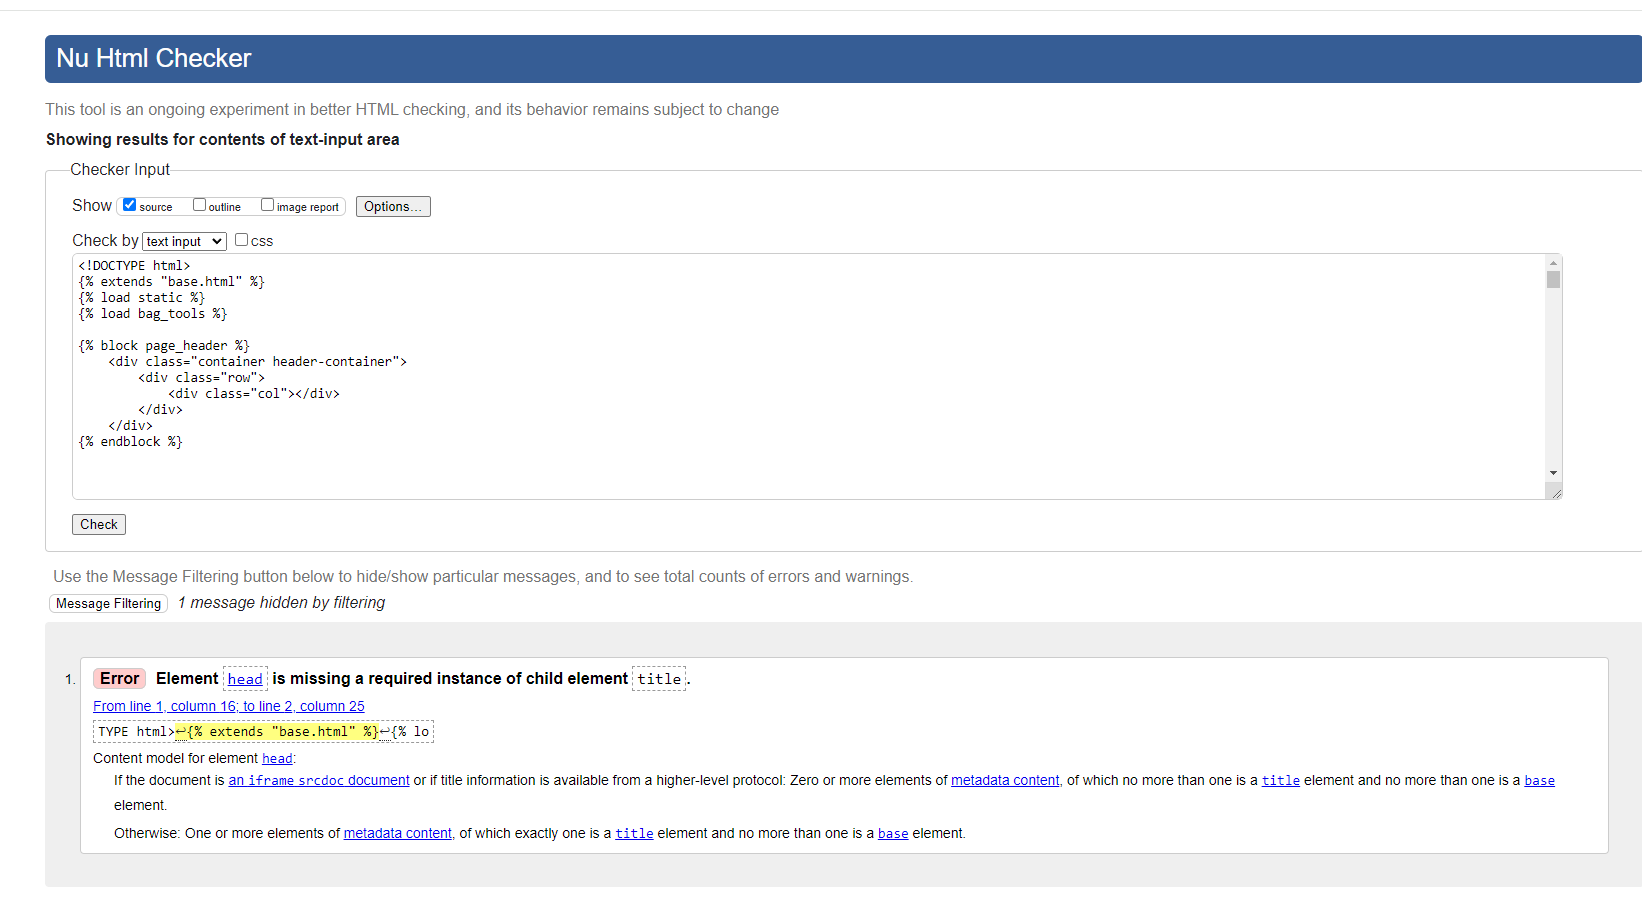 Nu Html Checker
This tool is an ongoing experiment in better HTML checking, and its behavior remains subject to change
Showing results for contents of text-input area
Checker Input
Show source outline image report Options...
Check by text input css
<!DOCTYPE html>
{% extends "base.html" %}
{% load static %}
{% load bag_tools %}
{% block page_header %}
    <div class="container header-container">
        <div class="row">
            <div class="col"></div>
        </div>
    </div>
{% endblock %}
Check
Use the Message Filtering button below to hide/show particular messages, and to see total counts of errors and warnings.
Message Filtering 1 message hidden by filtering
1. Error Element head is missing a required instance of child element title.
From line 1, column 16; to line 2, column 25
TYPE html>↩{% extends "base.html" %}↩{% lo
Content model for element head:
If the document is an iframe srcdoc document or if title information is available from a higher-level protocol: Zero or more elements of metadata content, of which no more than one is a title element and no more than one is a base
element.
Otherwise: One or more elements of metadata content, of which exactly one is a title element and no more than one is a base element.